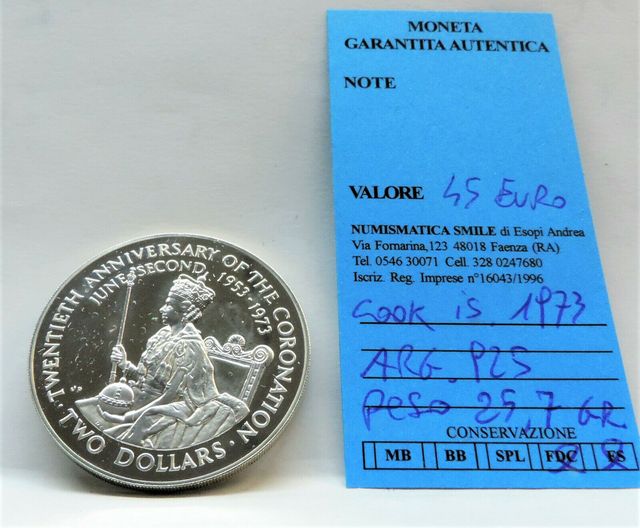 TWENTIETH ANNIVERSARY OF THE CORONATION
JUNE SECOND, 1953-1973
TWO DOLLARS
MONETA
GARANTITA AUTENTICA
NOTE
VALORE 45 EURO
NUMISMATICA SMILE di Esopi Andrea
Via Fornarina,123 48018 Faenza (RA)
Tel. 0546 30071 Cell. 328 0247680
Iscriz. Reg. Imprese n°16043/1996
COOK IS. 1973
ARG. 925
PESO 25,7 GR
CONSERVAZIONE
MB BB SPL FDC FS